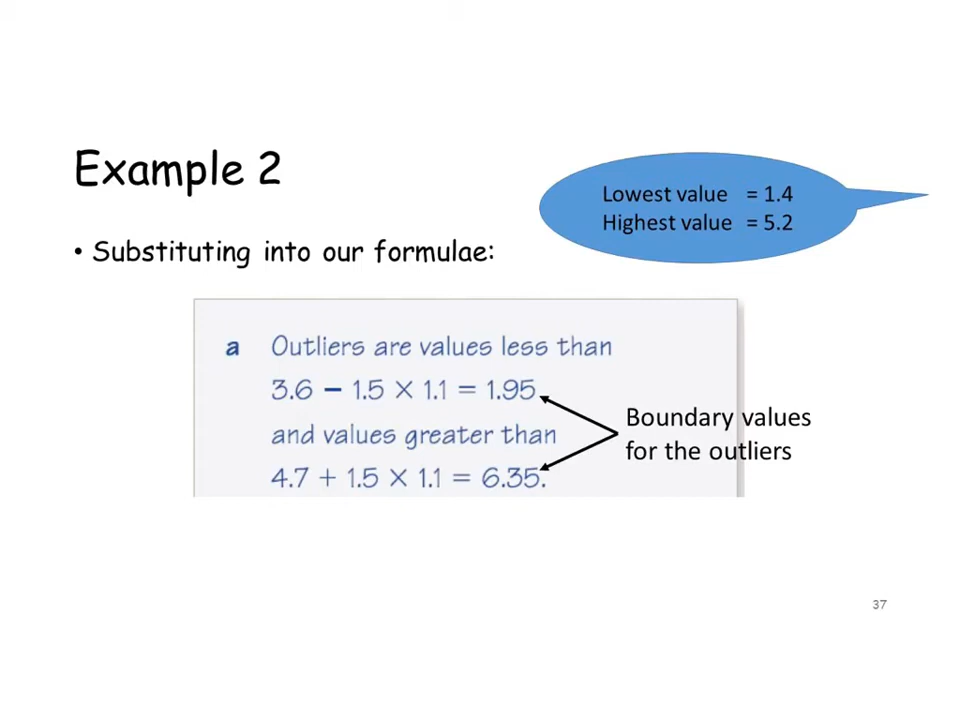 Example 2
Lowest value = 1.4
Highest value = 5.2
• Substituting into our formulae:
a Outliers are values less than
3.6 − 1.5 × 1.1 = 1.95
and values greater than
4.7 + 1.5 × 1.1 = 6.35.
Boundary values
for the outliers
37